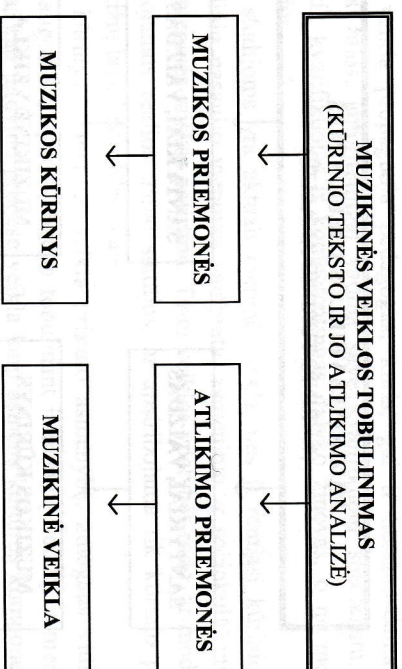 MUZIKINĖS VEIKLOS TOBULINIMAS
(KŪRINIO TEKSTO IR JO ATLIKIMO ANALIZĖ)
MUZIKOS PRIEMONĖS
ATLIKIMO PRIEMONĖS
MUZIKOS KŪRINYS
MUZIKINĖ VEIKLA